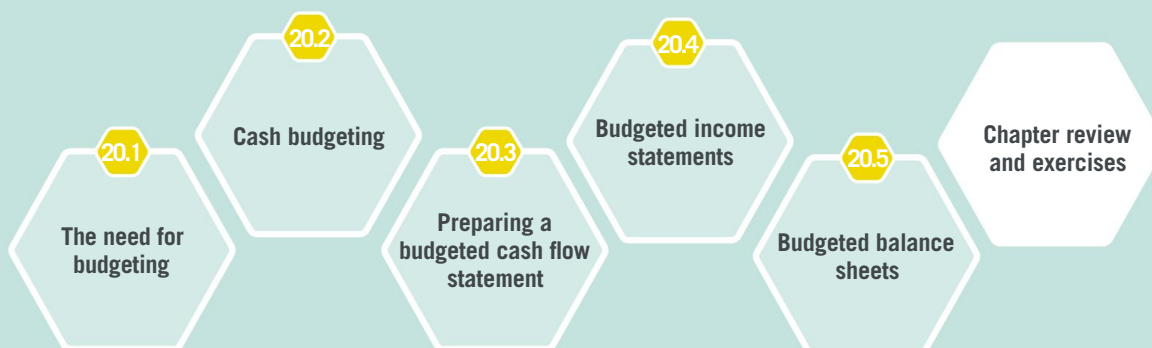 20.1
The need for
budgeting
20.2
Cash budgeting
20.3
Preparing a
budgeted cash flow
statement
20.4
Budgeted income
statements
20.5
Budgeted balance
sheets
Chapter review
and exercises